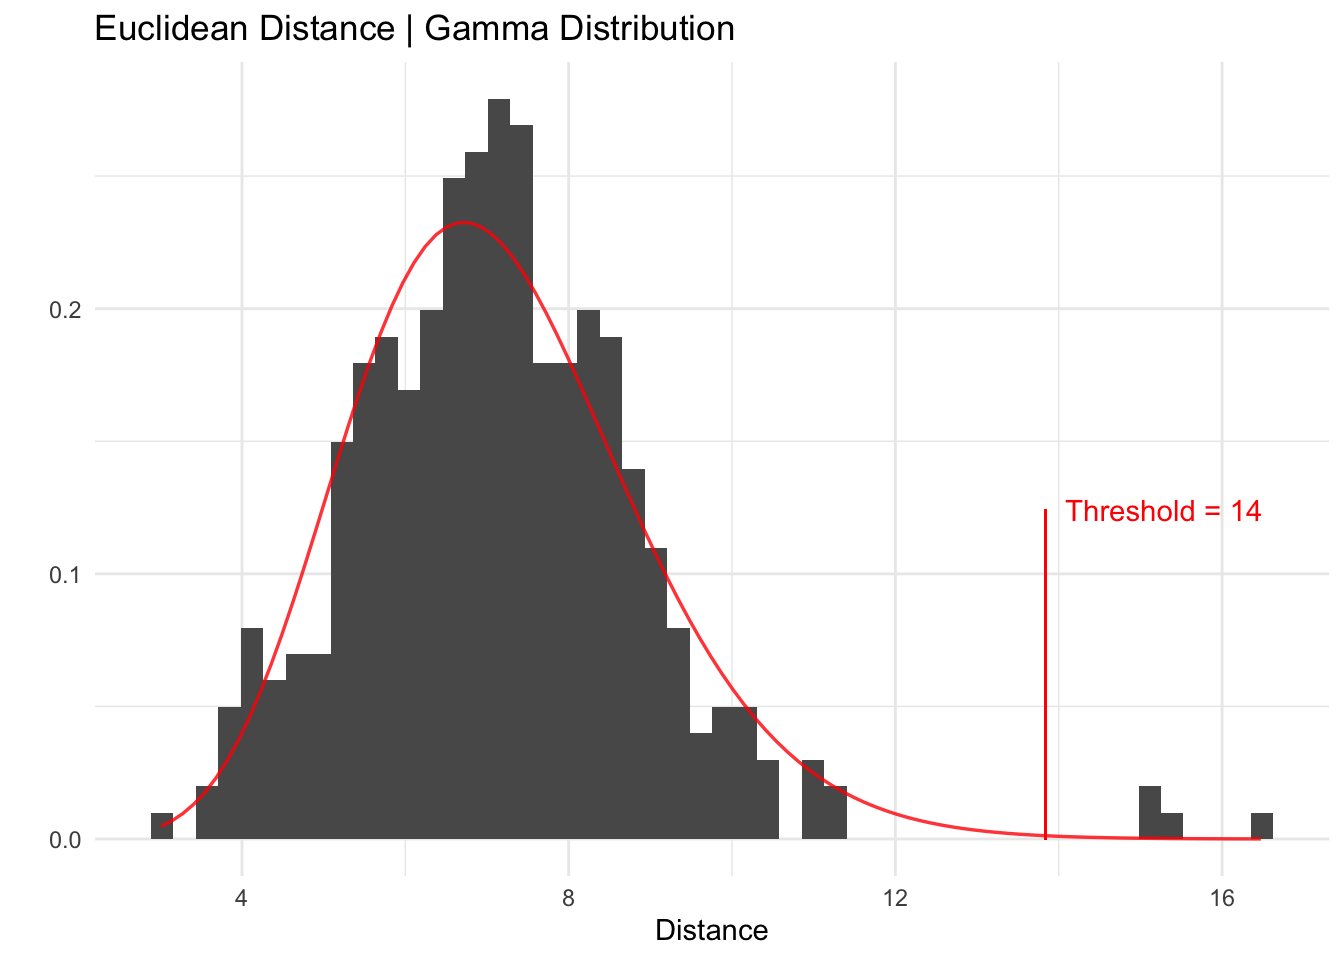 Euclidean Distance | Gamma Distribution
0.2
0.1
0.0
Threshold = 14
4 8 12 16
Distance